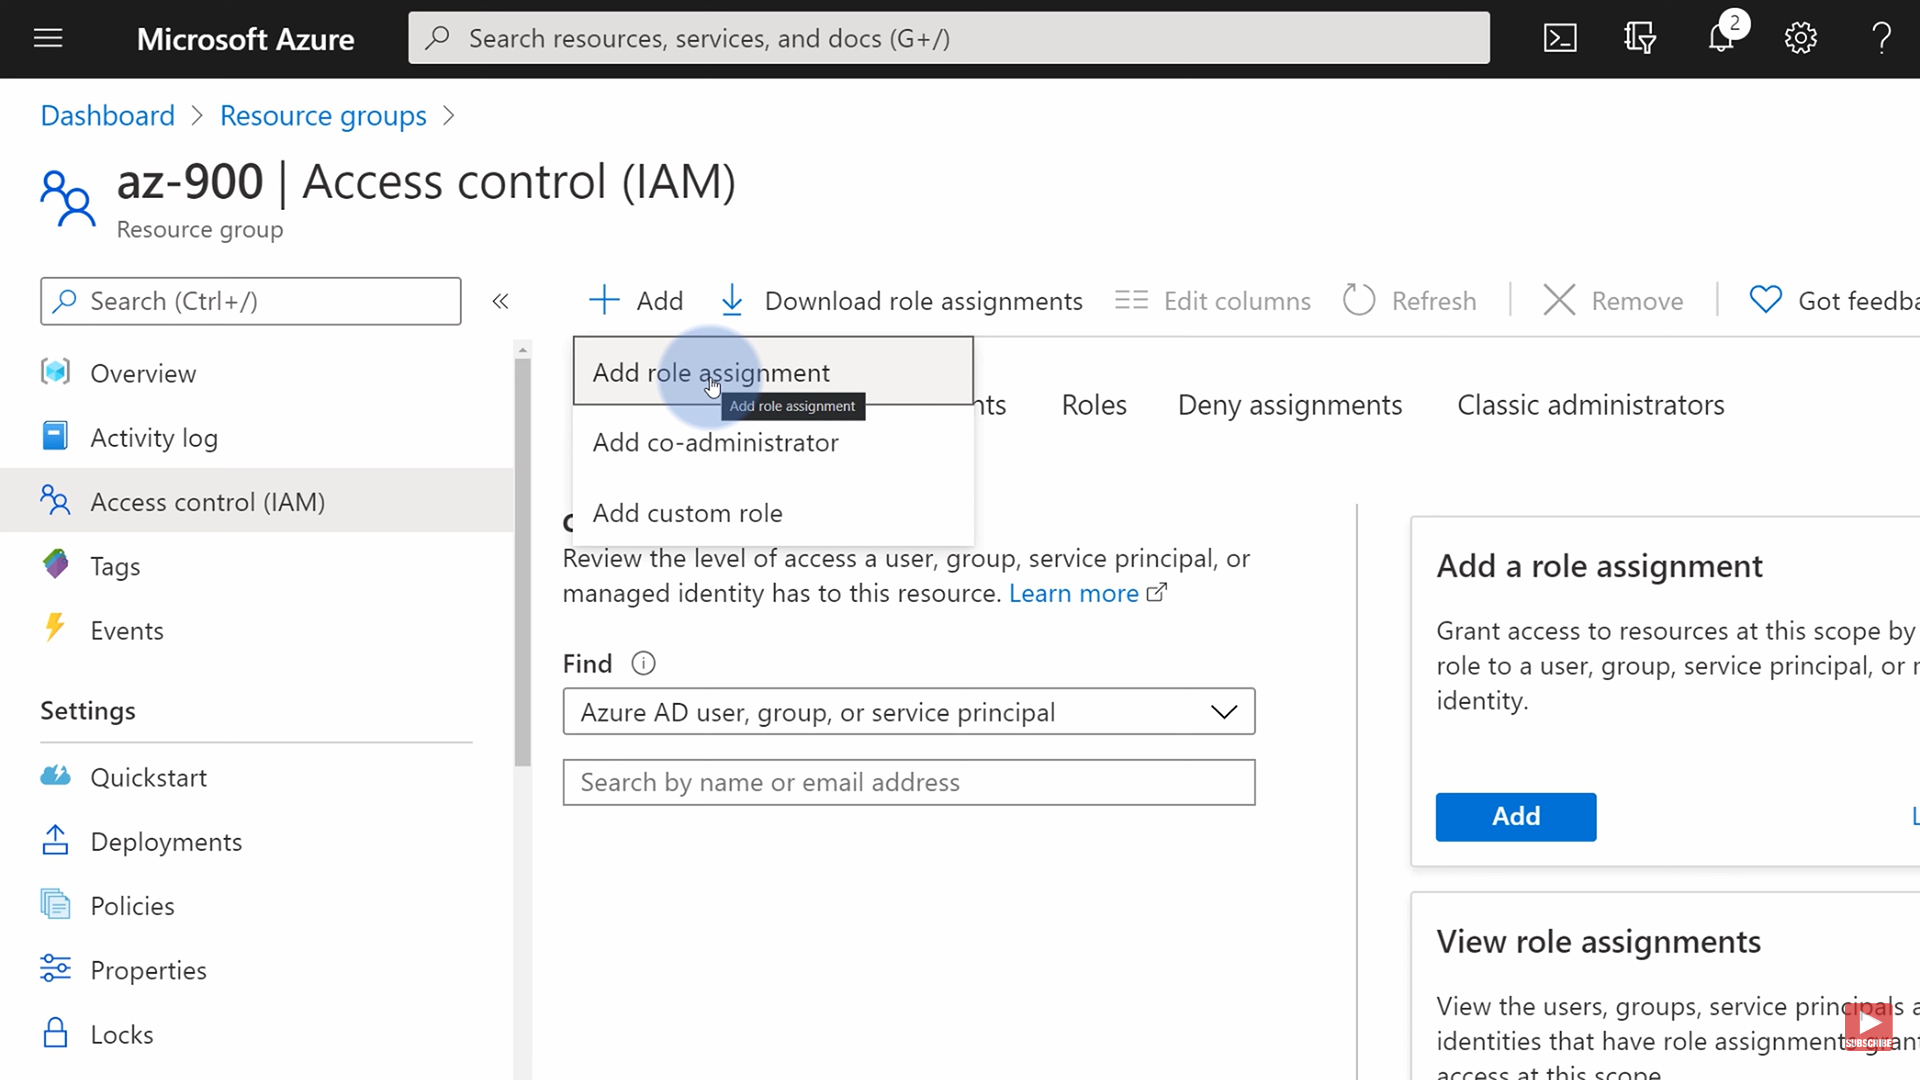 Microsoft Azure
Search resources, services, and docs (G+/)
2
Dashboard > Resource groups >
az-900 | Access control (IAM)
Resource group
Search (Ctrl+/)
«
Add
Download role assignments
Edit columns
Refresh
Remove
Got feedba
Overview
Activity log
Access control (IAM)
Tags
Events
Settings
Quickstart
Deployments
Policies
Properties
Locks
Add role assignment
Add role assignment
Add co-administrator
Add custom role
nts
Roles
Deny assignments
Classic administrators
Review the level of access a user, group, service principal, or
managed identity has to this resource. Learn more
Find
Azure AD user, group, or service principal
Search by name or email address
Add a role assignment
Grant access to resources at this scope by
role to a user, group, service principal, or
identity.
Add
View role assignments
View the users, groups, service principals a
identities that have role assignments grant
access at this scope
SUBSCRIBE